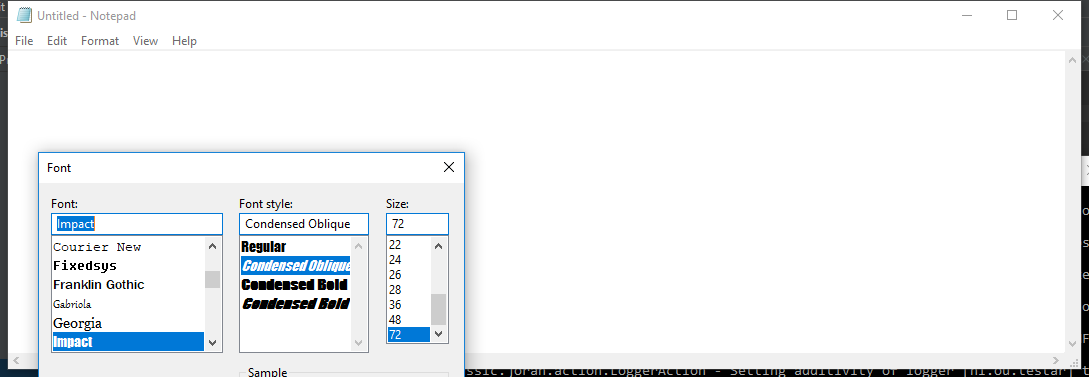 Untitled - Notepad
File Edit Format View Help
Font
Font: Font style: Size:
Impact Condensed Oblique 72
Courier New
Fixedsys
Franklin Gothic
Gabriola
Georgia
Impact
Regular
Condensed Oblique
Condensed Bold
Condensed Bold
22
24
26
28
36
48
72
Sample
ssic.joran.action.LoggerAction - Setting additivity of logger [nl.ou.testar]